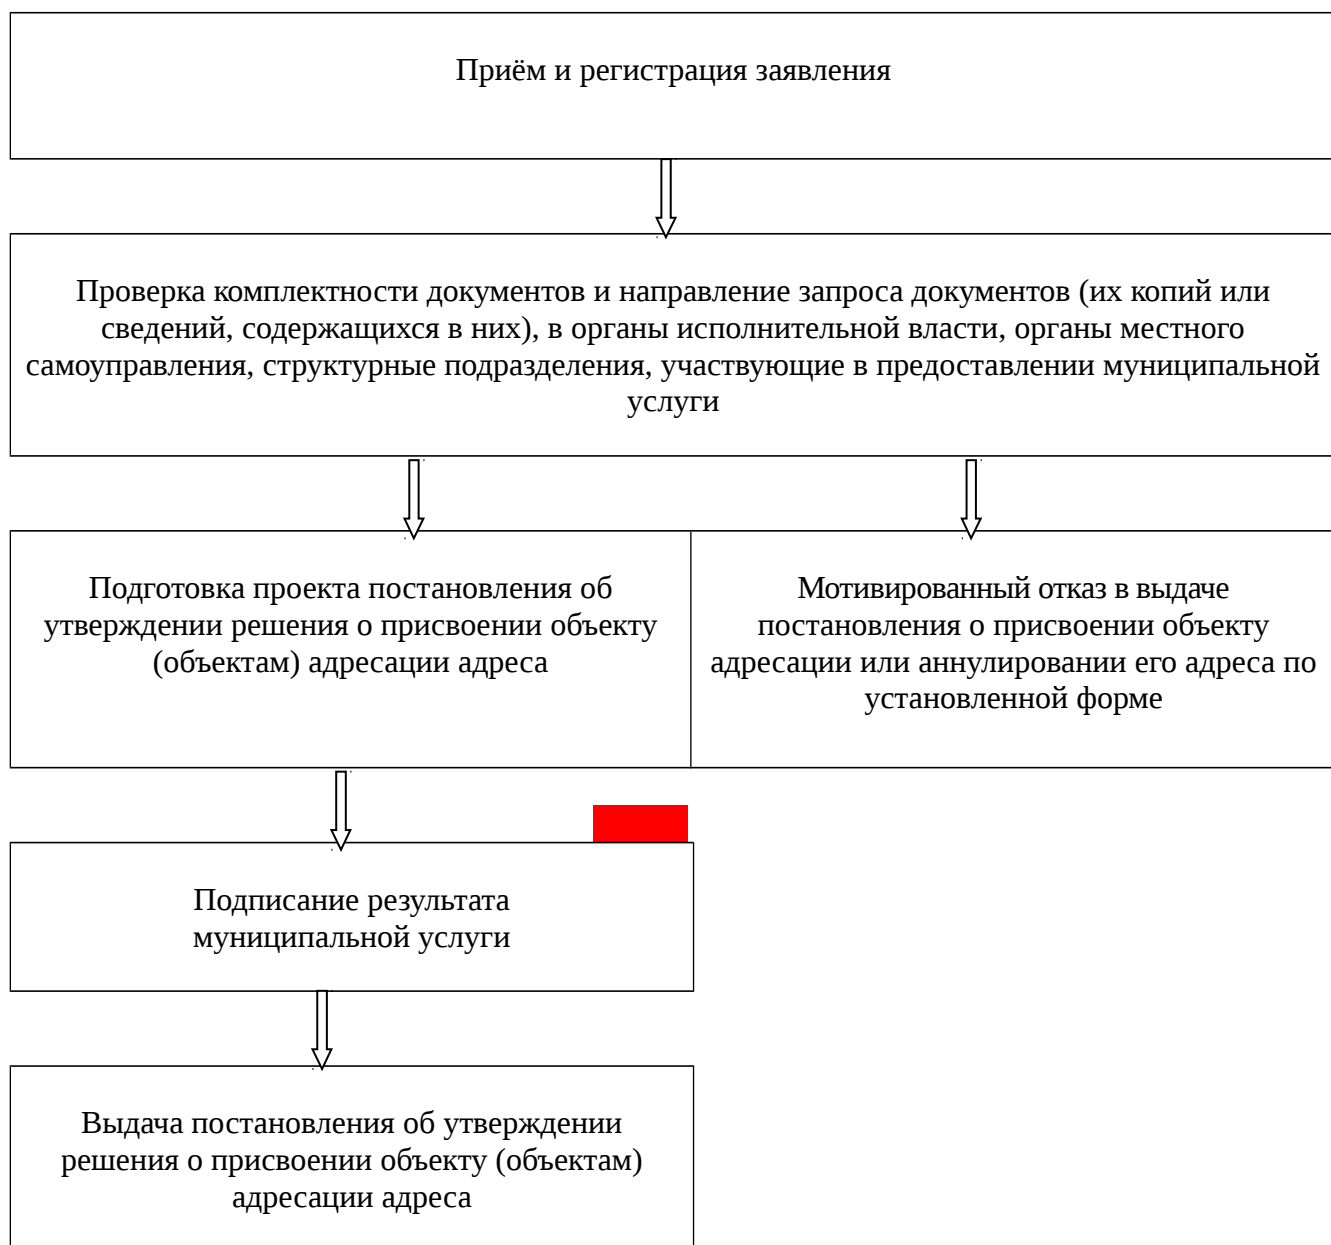 Приём и регистрация заявления
Проверка комплектности документов и направление запроса документов (их копий или
сведений, содержащихся в них), в органы исполнительной власти, органы местного
самоуправления, структурные подразделения, участвующие в предоставлении муниципальной
услуги
Подготовка проекта постановления об
утверждении решения о присвоении объекту
(объектам) адресации адреса
Мотивированный отказ в выдаче
постановления о присвоении объекту
адресации или аннулировании его адреса по
установленной форме
Подписание результата
муниципальной услуги
Выдача постановления об утверждении
решения о присвоении объекту (объектам)
адресации адреса